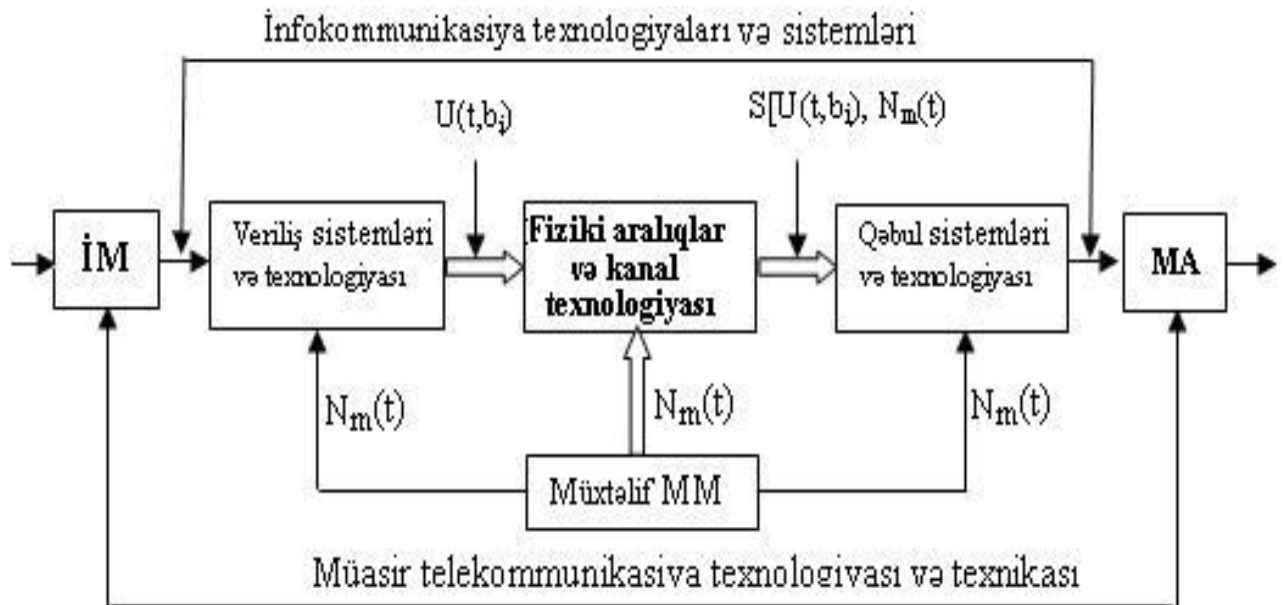 İnfokommunikasiya texnologiyaları və sistemləri
U(t,bᵢ)
S[U(t,bᵢ), Nₘ(t)
İM
Veriliş sistemləri
və texnologiyası
Fiziki aralıqlar
və kanal
texnologiyası
Qəbul sistemləri
və texnologiyası
MA
Nₘ(t)
Nₘ(t)
Nₘ(t)
Müxtəlif MM
Müasir telekommunikasiya texnologiyası və texnikası